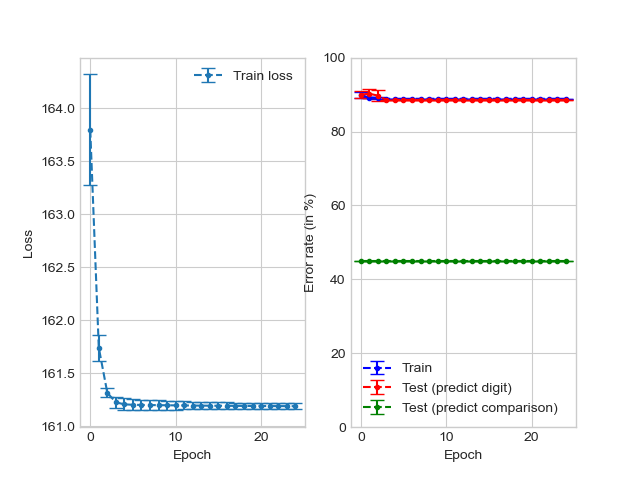 Train loss
164.0
163.5
163.0
162.5
162.0
161.5
161.0
Loss
0
10
20
Epoch
100
80
60
40
20
0
Error rate (in %)
Train
Test (predict digit)
Test (predict comparison)
0
10
20
Epoch